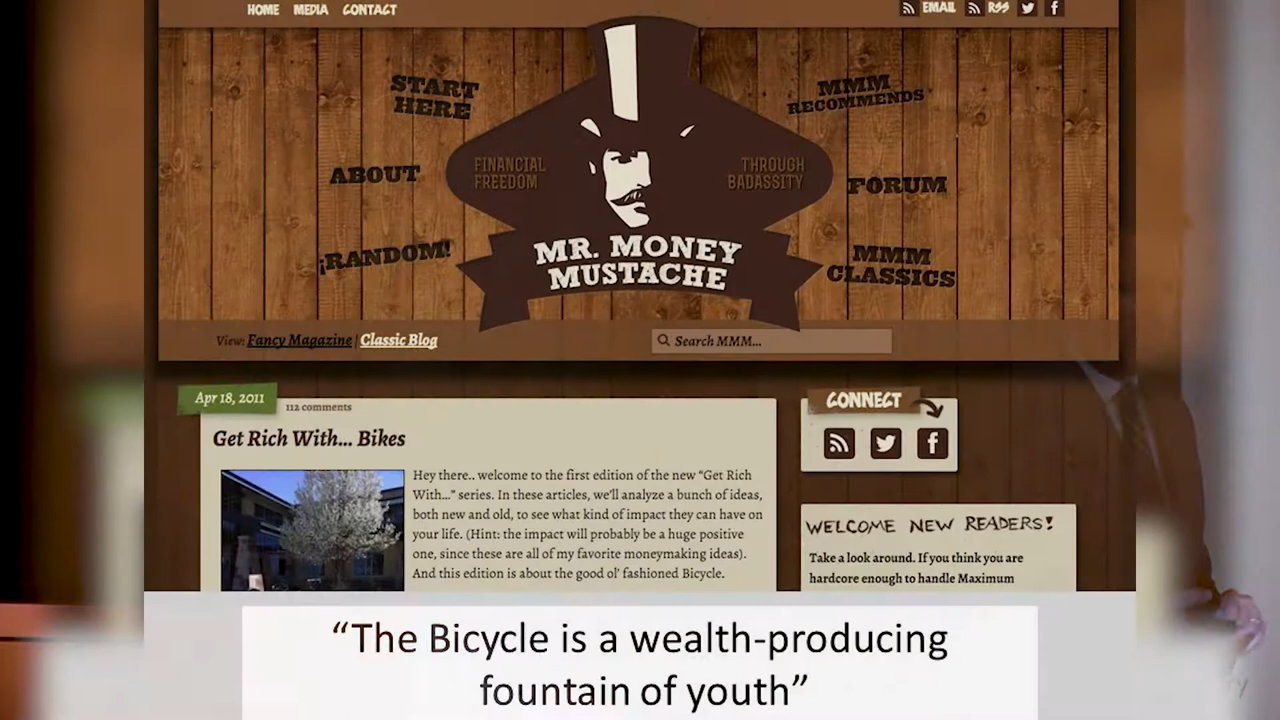 HOME MEDIA CONTACT
EMAIL RSS
START
HERE
MMM
RECOMMENDS
FINANCIAL
FREEDOM
THROUGH
BADASSITY
ABOUT
FORUM
¡RANDOM!
MMM
CLASSICS
MR. MONEY
MUSTACHE
View: Fancy Magazine | Classic Blog
Search MMM...
Apr 18, 2011
112 comments
CONNECT
Get Rich With... Bikes
Hey there.. welcome to the first edition of the new “Get Rich
With...” series. In these articles, we’ll analyze a bunch of ideas,
both new and old, to see what kind of impact they can have on
your life. (Hint: the impact will probably be a huge positive
one, since these are all of my favorite moneymaking ideas).
And this edition is about the good ol’ fashioned Bicycle.
WELCOME NEW READERS!
Take a look around. If you think you are
hardcore enough to handle Maximum
“The Bicycle is a wealth-producing
fountain of youth”